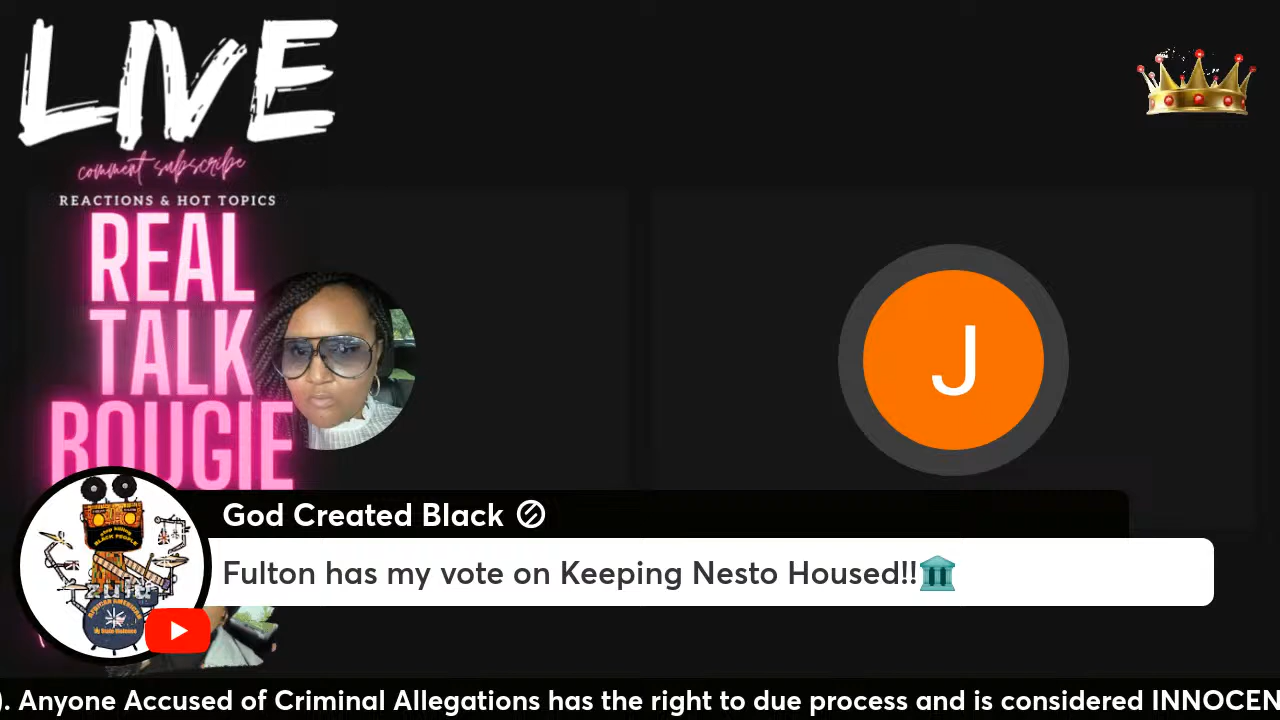 LIVE
comment subscribe
REACTIONS & HOT TOPICS
REAL
TALK
BOUGIE
J
God Created Black
Fulton has my vote on Keeping Nesto Housed!!🏛️
). Anyone Accused of Criminal Allegations has the right to due process and is considered INNOCEN